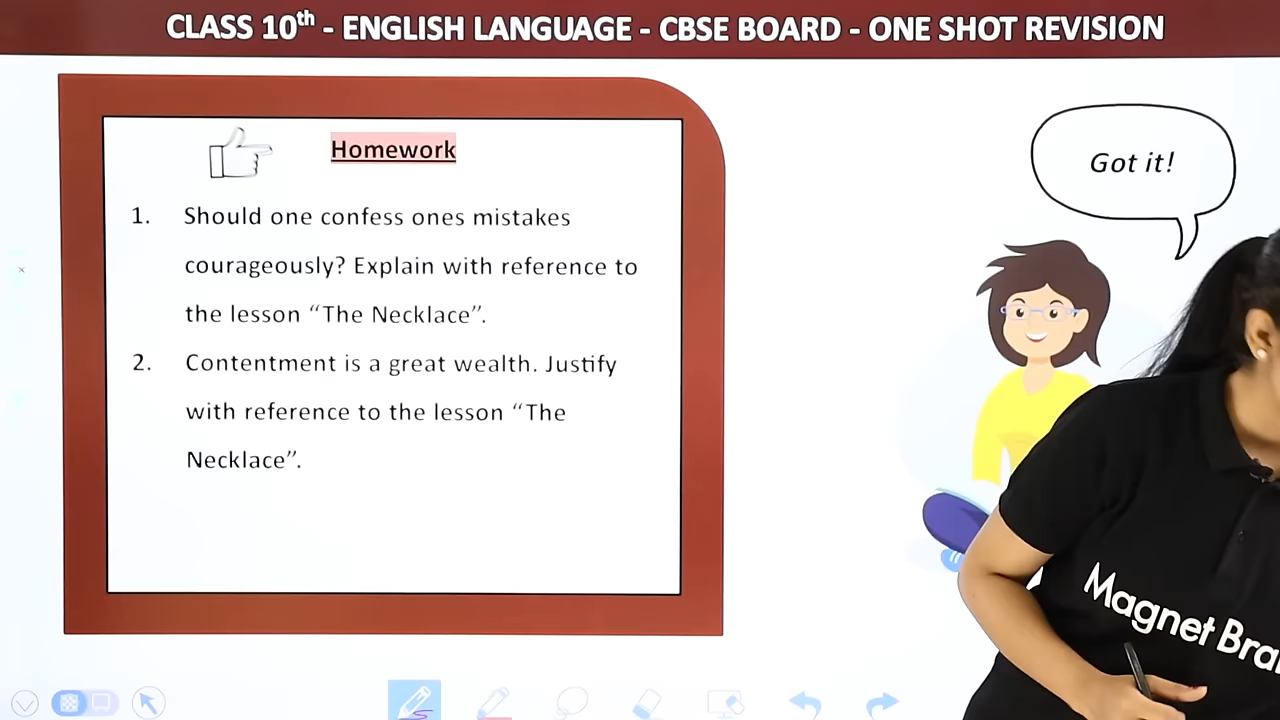 CLASS 10th - ENGLISH LANGUAGE - CBSE BOARD - ONE SHOT REVISION
Homework
1. Should one confess ones mistakes
courageously? Explain with reference to
the lesson “The Necklace”.
2. Contentment is a great wealth. Justify
with reference to the lesson “The
Necklace”.
Got it!
Magnet Bra